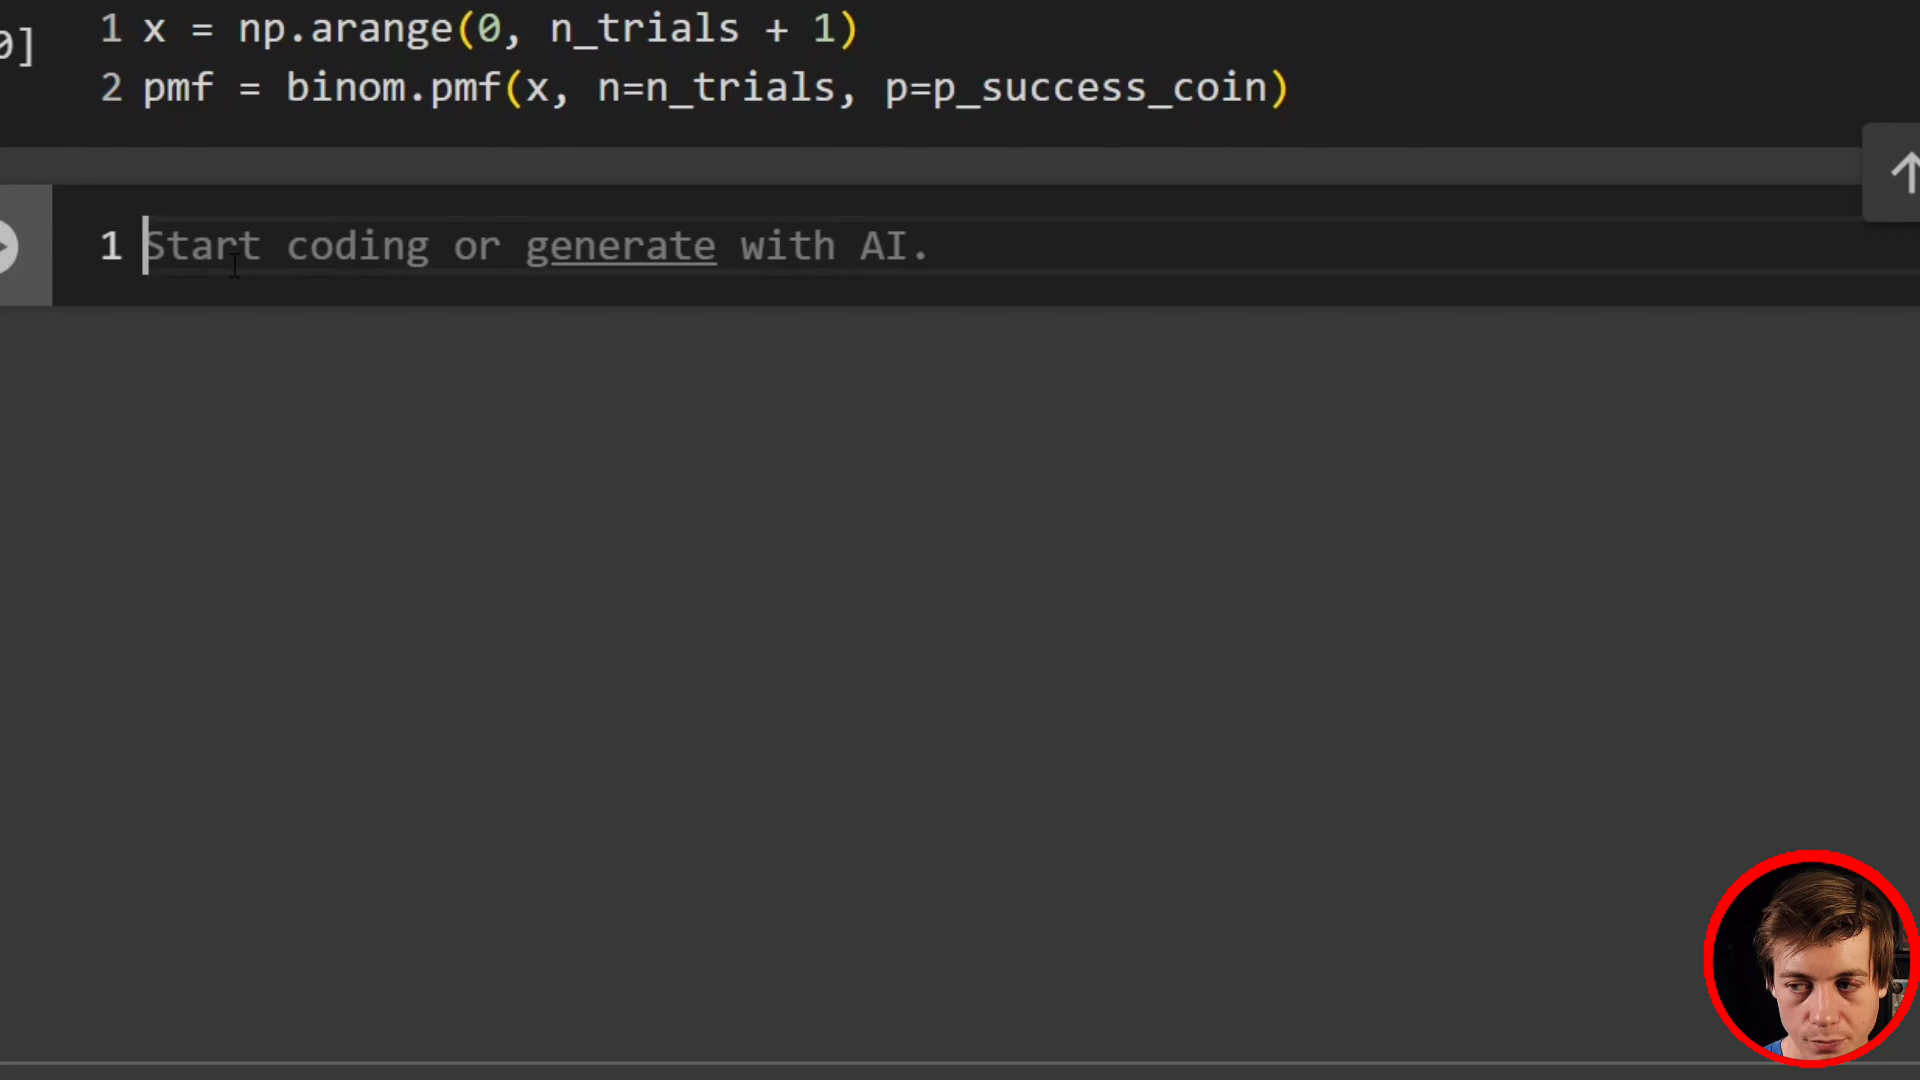 0]
1 x = np.arange(0, n_trials + 1)
2 pmf = binom.pmf(x, n=n_trials, p=p_success_coin)
1 Start coding or generate with AI.